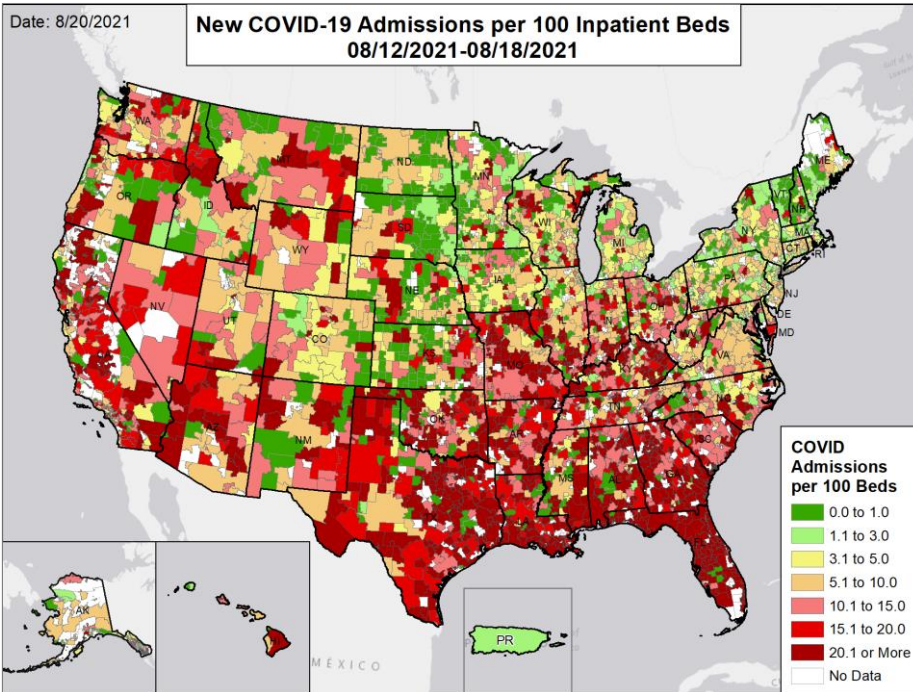 Date: 8/20/2021
New COVID-19 Admissions per 100 Inpatient Beds
08/12/2021-08/18/2021
WA
MT
ND
MN
ME
OR
ID
SD
WI
MI
VT
NH
NY
MA
CT
RI
WY
IA
NE
PA
NJ
NV
UT
CO
IL
IN
OH
DE
MD
WV
VA
CA
KS
MO
KY
AZ
NM
OK
AR
TN
NC
SC
MS
AL
GA
TX
LA
FL
AK
HI
PR
MÉXICO
COVID
Admissions
per 100 Beds
0.0 to 1.0
1.1 to 3.0
3.1 to 5.0
5.1 to 10.0
10.1 to 15.0
15.1 to 20.0
20.1 or More
No Data